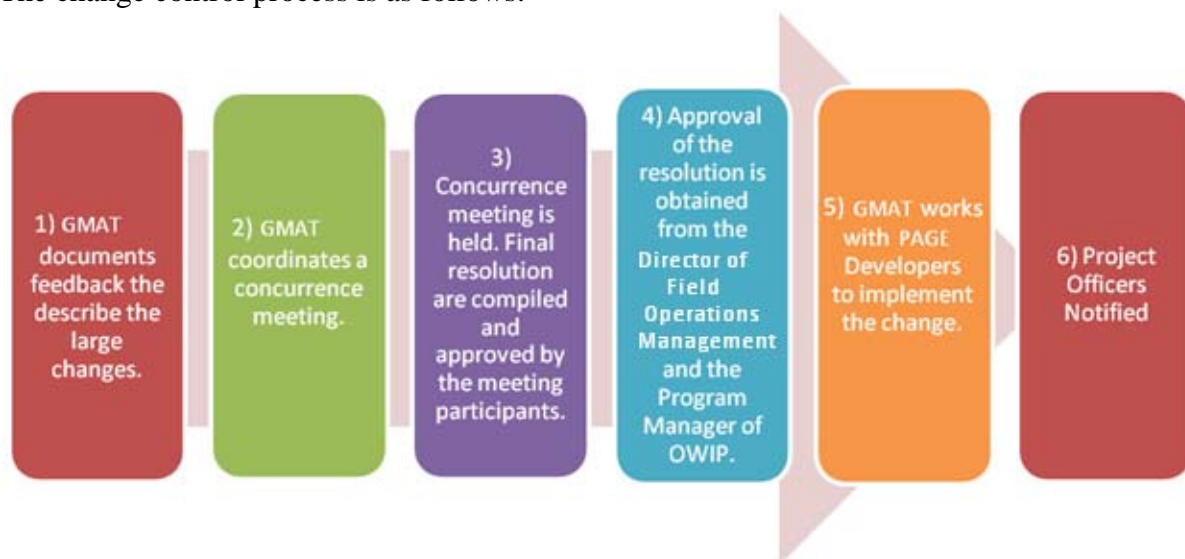 The change control process is as follows:
1) GMAT
documents
feedback the
describe the
large
changes.
2) GMAT
coordinates a
concurrence
meeting.
3)
Concurrence
meeting is
held. Final
resolution
are compiled
and
approved by
the meeting
participants.
4) Approval
of the
resolution is
obtained
from the
Director of
Field
Operations
Management
and the
Program
Manager of
OWIP.
5) GMAT works
with PAGE
Developers
to implement
the change.
6) Project
Officers
Notified